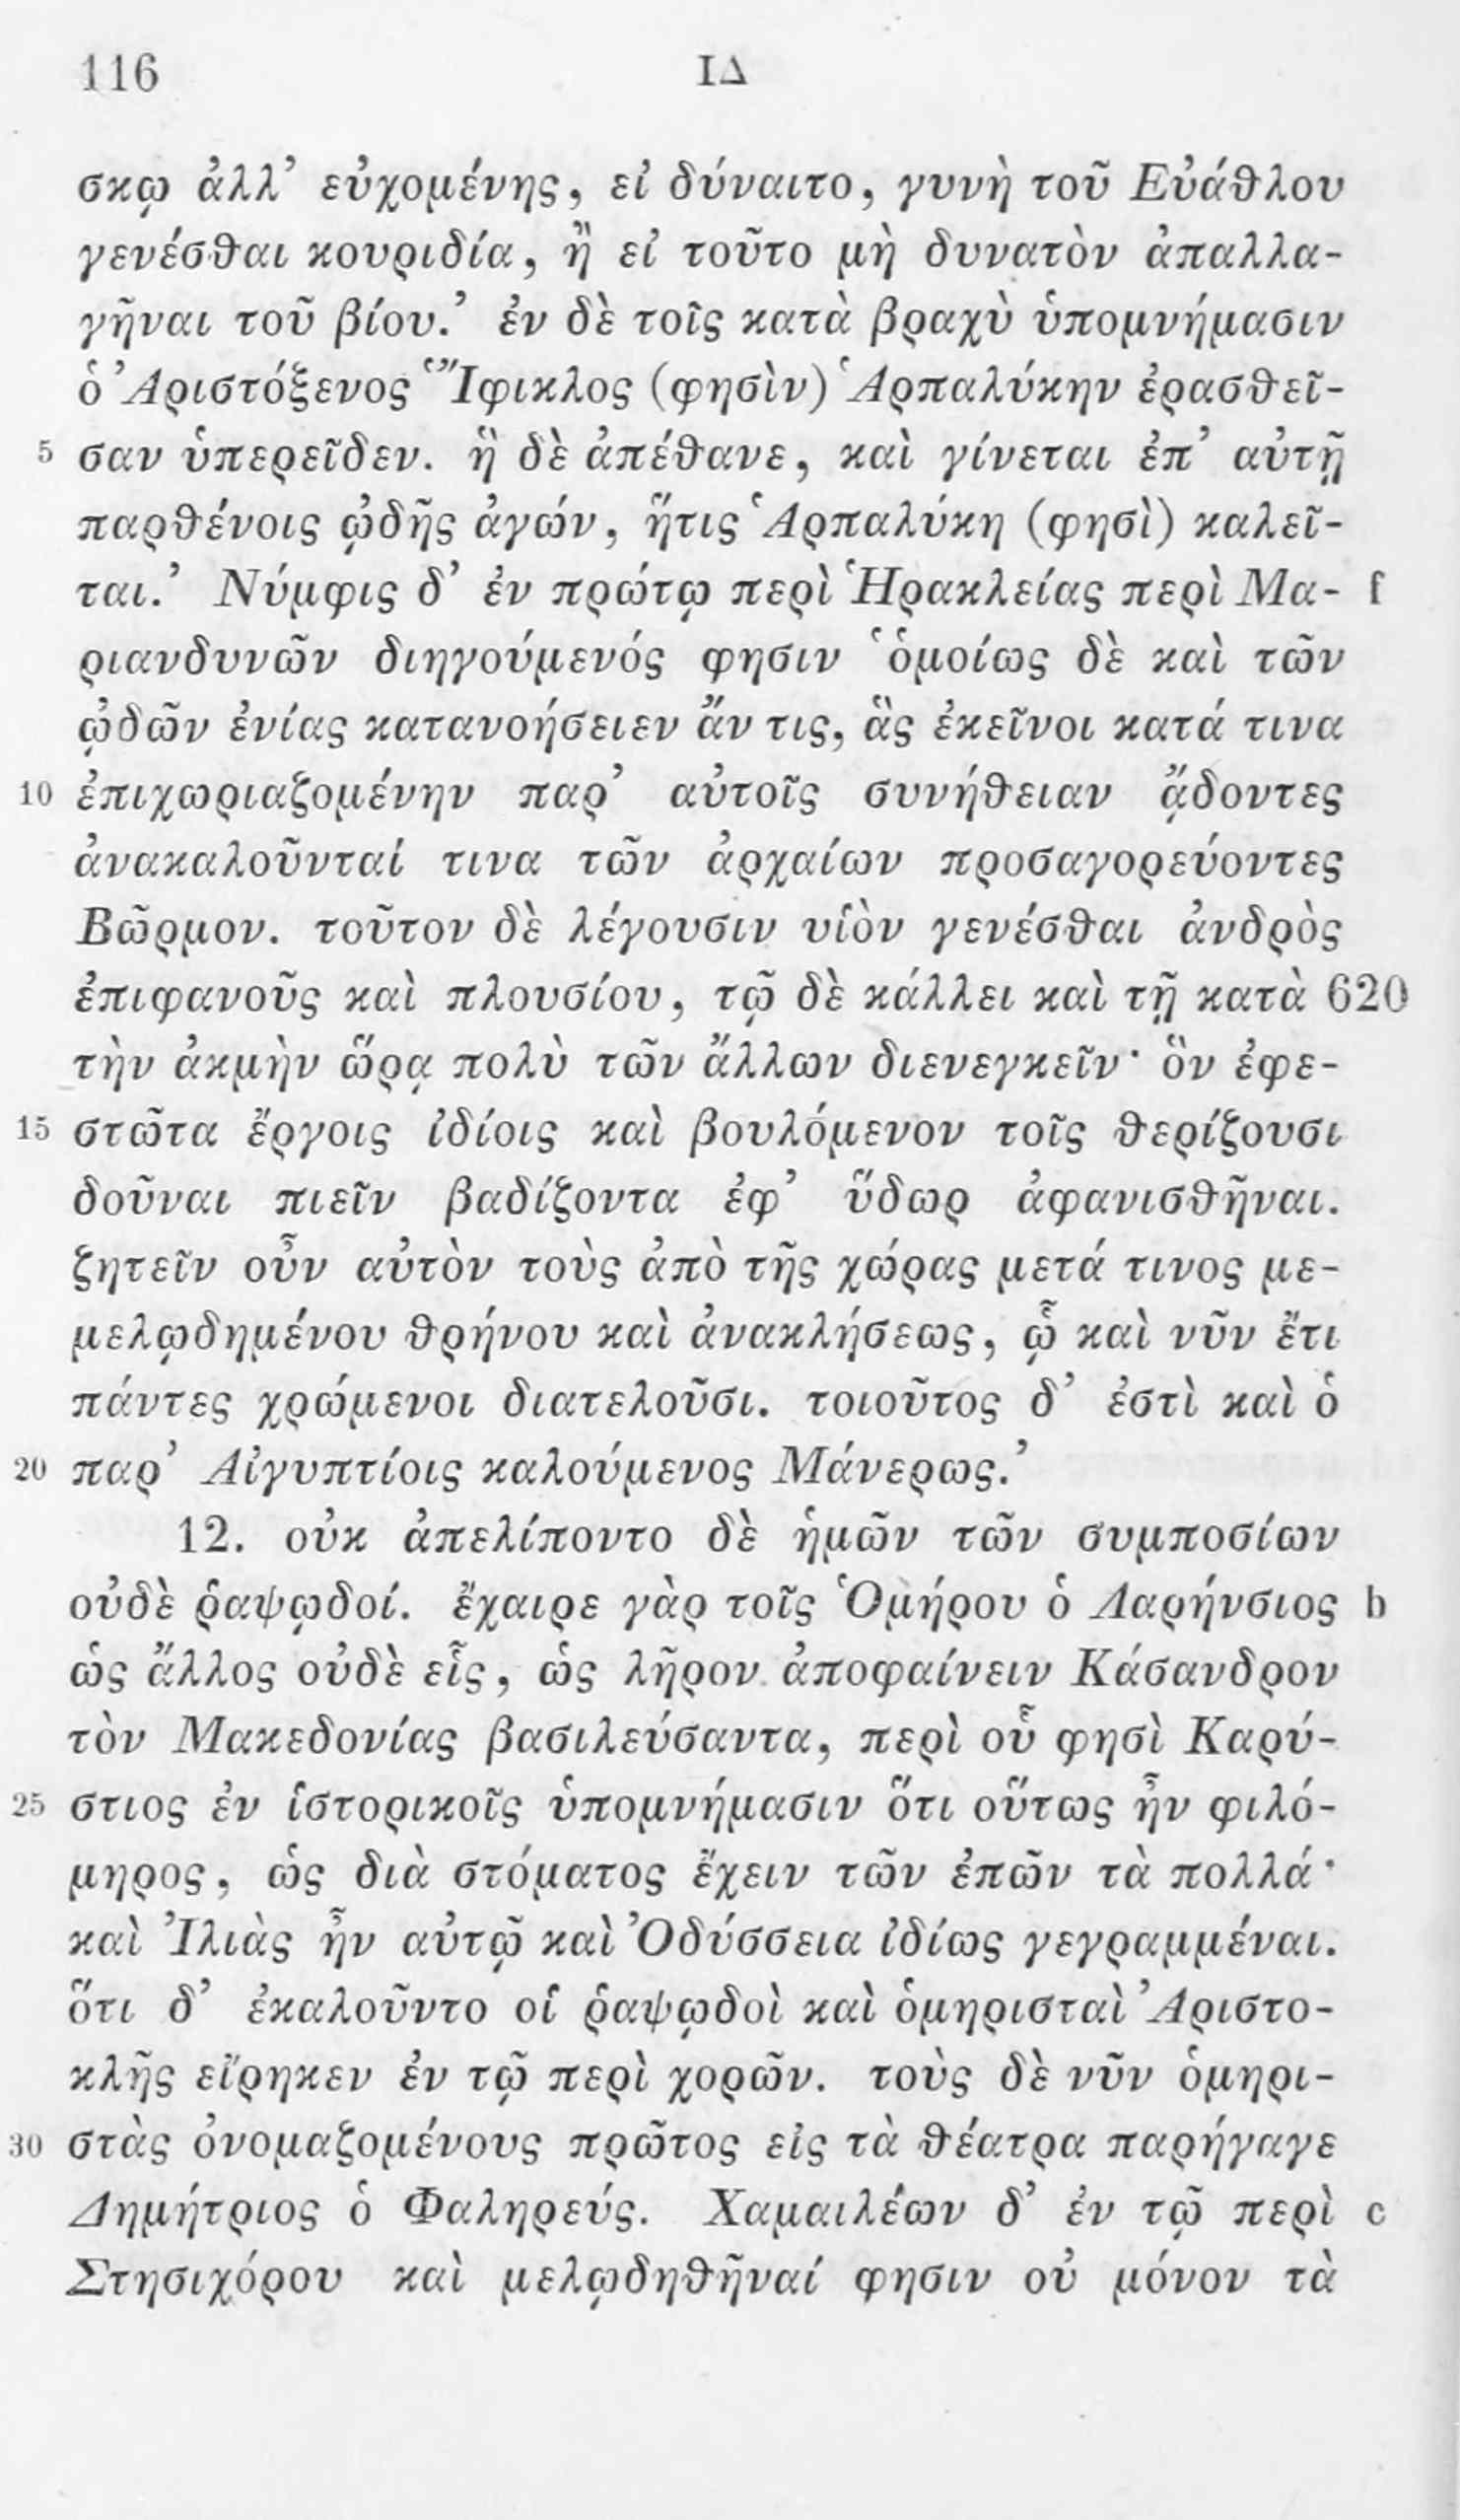 116 ΙΔ
σκῳ ἀλλ’ εὐχομένης, εἰ δύναιτο, γυνὴ τοῦ Εὐάθλου
γενέσθαι κουριδία, ἢ εἰ τοῦτο μὴ δυνατὸν ἀπαλλα-
γῆναι τοῦ βίου.’ ἐν δὲ τοῖς κατὰ βραχὺ ὑπομνήμασιν
ὁ Ἀριστόξενος ‘Ἴφικλος (φησὶν) Ἁρπαλύκην ἐρασθεῖ-
5 σαν ὑπερεῖδεν. ἣ δὲ ἀπέθανε, καὶ γίνεται ἐπ’ αὐτῇ
παρθένοις ᾠδῆς ἀγών, ἥτις Ἁρπαλύκη (φησὶ) καλεῖ-
ται.’ Νύμφις δ’ ἐν πρώτῳ περὶ Ἡρακλείας περὶ Μα- f
ριανδυνῶν διηγούμενός φησιν ‘ὁμοίως δὲ καὶ τῶν
ᾠδῶν ἐνίας κατανοήσειεν ἄν τις, ἃς ἐκεῖνοι κατά τινα
10 ἐπιχωριαζομένην παρ’ αὐτοῖς συνήθειαν ᾄδοντες
ἀνακαλοῦνταί τινα τῶν ἀρχαίων προσαγορεύοντες
Βῶρμον. τοῦτον δὲ λέγουσιν υἱὸν γενέσθαι ἀνδρὸς
ἐπιφανοῦς καὶ πλουσίου, τῷ δὲ κάλλει καὶ τῇ κατὰ 620
τὴν ἀκμὴν ὥρᾳ πολὺ τῶν ἄλλων διενεγκεῖν· ὃν ἐφε-
15 στῶτα ἔργοις ἰδίοις καὶ βουλόμενον τοῖς θερίζουσι
δοῦναι πιεῖν βαδίζοντα ἐφ’ ὕδωρ ἀφανισθῆναι.
ζητεῖν οὖν αὐτὸν τοὺς ἀπὸ τῆς χώρας μετά τινος με-
μελῳδημένου θρήνου καὶ ἀνακλήσεως, ᾧ καὶ νῦν ἔτι
πάντες χρώμενοι διατελοῦσι. τοιοῦτος δ’ ἐστὶ καὶ ὁ
20 παρ’ Αἰγυπτίοις καλούμενος Μάνερως.’
12. οὐκ ἀπελίποντο δὲ ἡμῶν τῶν συμποσίων
οὐδὲ ῥαψῳδοί. ἔχαιρε γὰρ τοῖς Ὁμήρου ὁ Λαρήνσιος b
ὡς ἄλλος οὐδὲ εἷς, ὡς λῆρον ἀποφαίνειν Κάσανδρον
τὸν Μακεδονίας βασιλεύσαντα, περὶ οὗ φησὶ Καρύ-
25 στιος ἐν ἱστορικοῖς ὑπομνήμασιν ὅτι οὕτως ἦν φιλό-
μηρος, ὡς διὰ στόματος ἔχειν τῶν ἐπῶν τὰ πολλά·
καὶ Ἰλιὰς ἦν αὐτῷ καὶ Ὀδύσσεια ἰδίως γεγραμμέναι.
ὅτι δ’ ἐκαλοῦντο οἱ ῥαψῳδοὶ καὶ ὁμηρισταὶ Ἀριστο-
κλῆς εἴρηκεν ἐν τῷ περὶ χορῶν. τοὺς δὲ νῦν ὁμηρι-
30 στὰς ὀνομαζομένους πρῶτος εἰς τὰ θέατρα παρήγαγε
Δημήτριος ὁ Φαληρεύς. Χαμαιλέων δ’ ἐν τῷ περὶ c
Στησιχόρου καὶ μελῳδηθῆναί φησιν οὐ μόνον τὰ